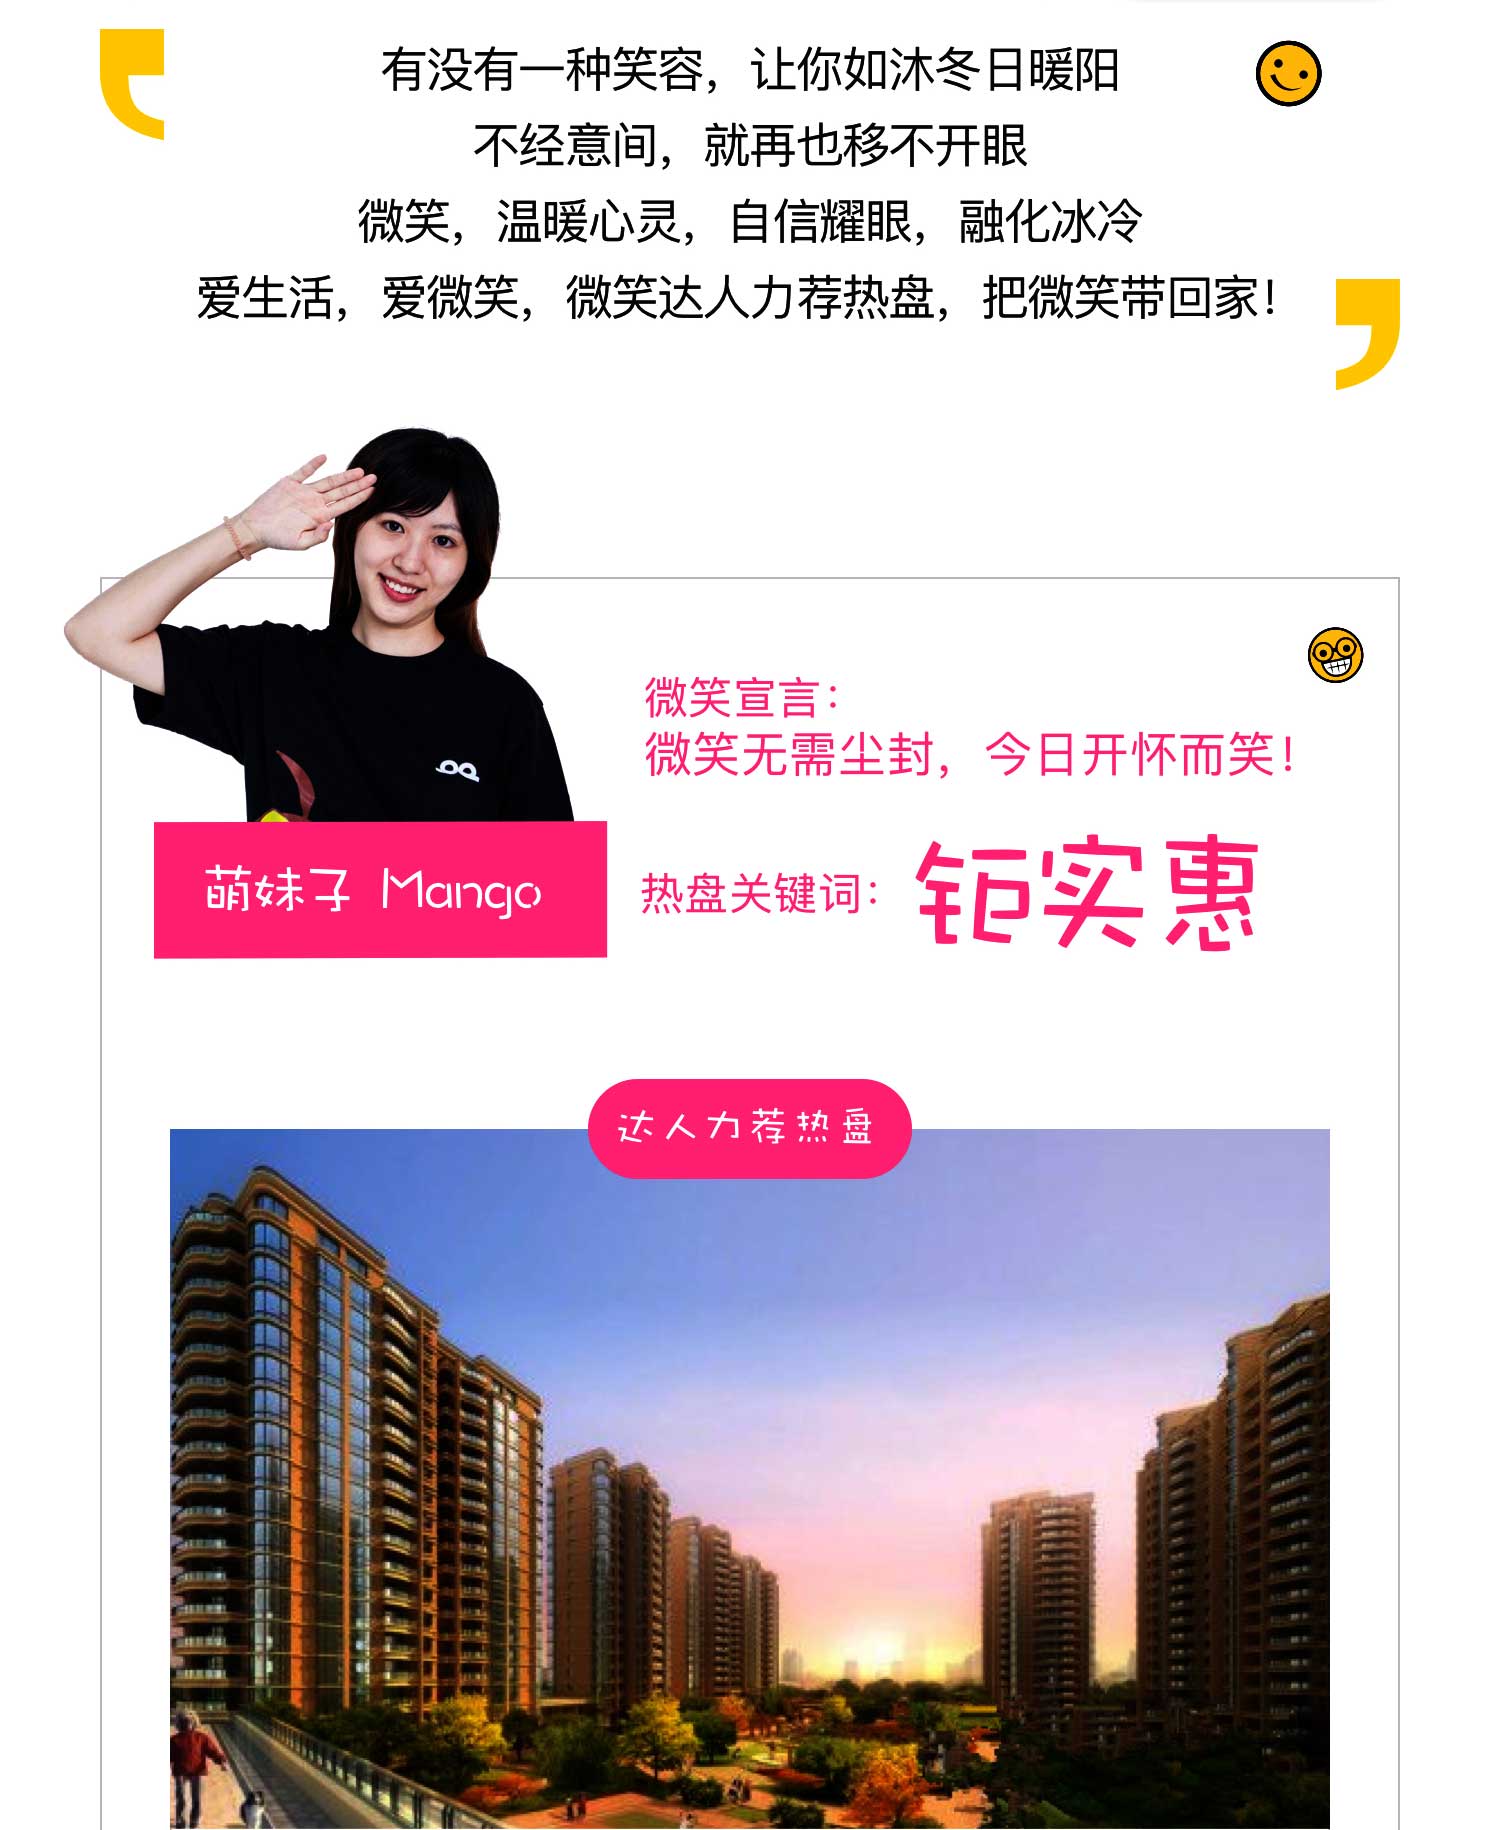 有没有一种笑容，让你如沐冬日暖阳
不经意间，就再也移不开眼
微笑，温暖心灵，自信耀眼，融化冰冷
爱生活，爱微笑，微笑达人力荐热盘，把微笑带回家！
微笑宣言：
微笑无需尘封，今日开怀而笑！
萌妹子 Mango
热盘关键词：钜实惠
达人力荐热盘